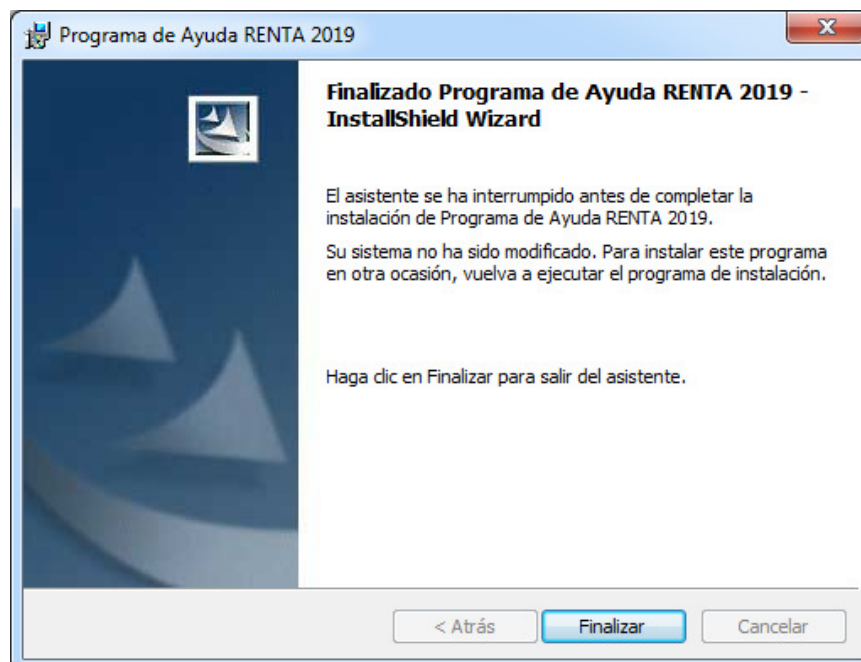 Programa de Ayuda RENTA 2019
Finalizado Programa de Ayuda RENTA 2019 -
InstallShield Wizard
El asistente se ha interrumpido antes de completar la
instalación de Programa de Ayuda RENTA 2019.
Su sistema no ha sido modificado. Para instalar este programa
en otra ocasión, vuelva a ejecutar el programa de instalación.
Haga clic en Finalizar para salir del asistente.
< Atrás
Finalizar
Cancelar